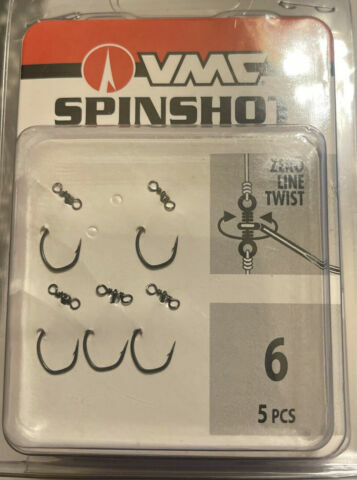 VMC
SPINSHOT
ZERO
LINE
TWIST
6
5 PCS